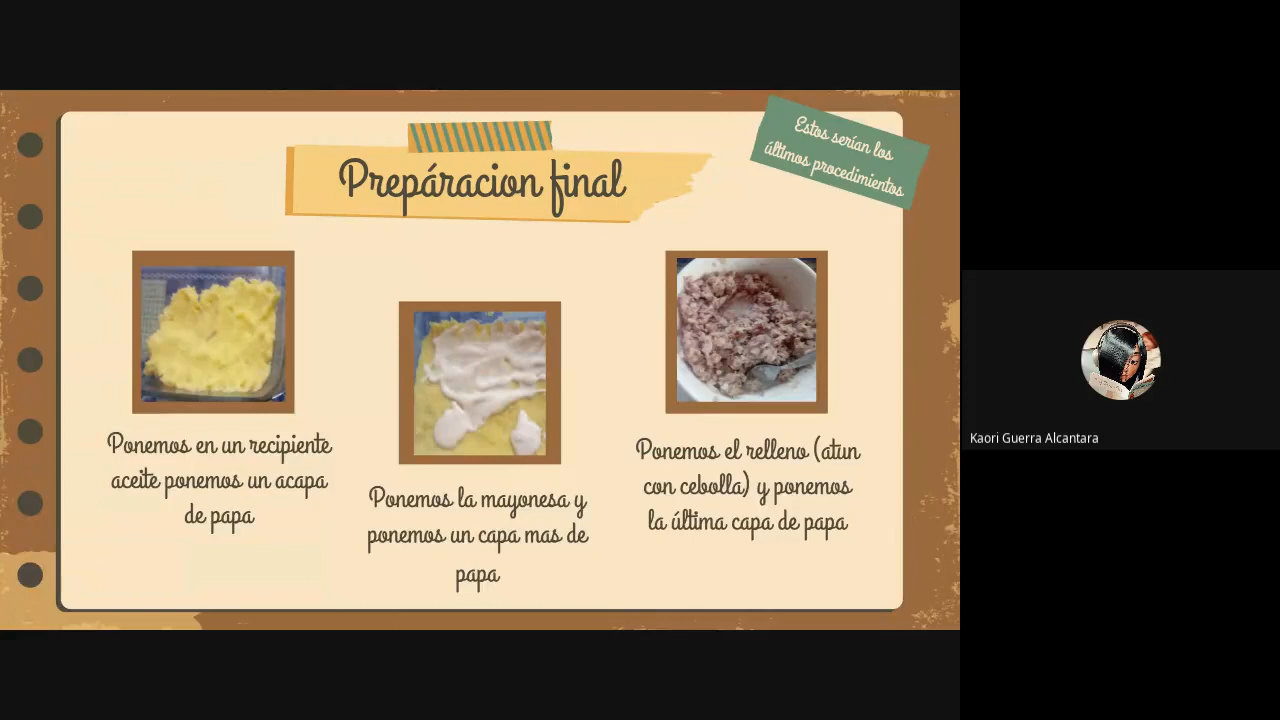 Prepáracion final
Estos serían los
últimos procedimientos
Ponemos en un recipiente
aceite ponemos un acapa
de papa
Ponemos la mayonesa y
ponemos un capa mas de
papa
Ponemos el relleno (atun
con cebolla) y ponemos
la última capa de papa
Kaori Guerra Alcantara